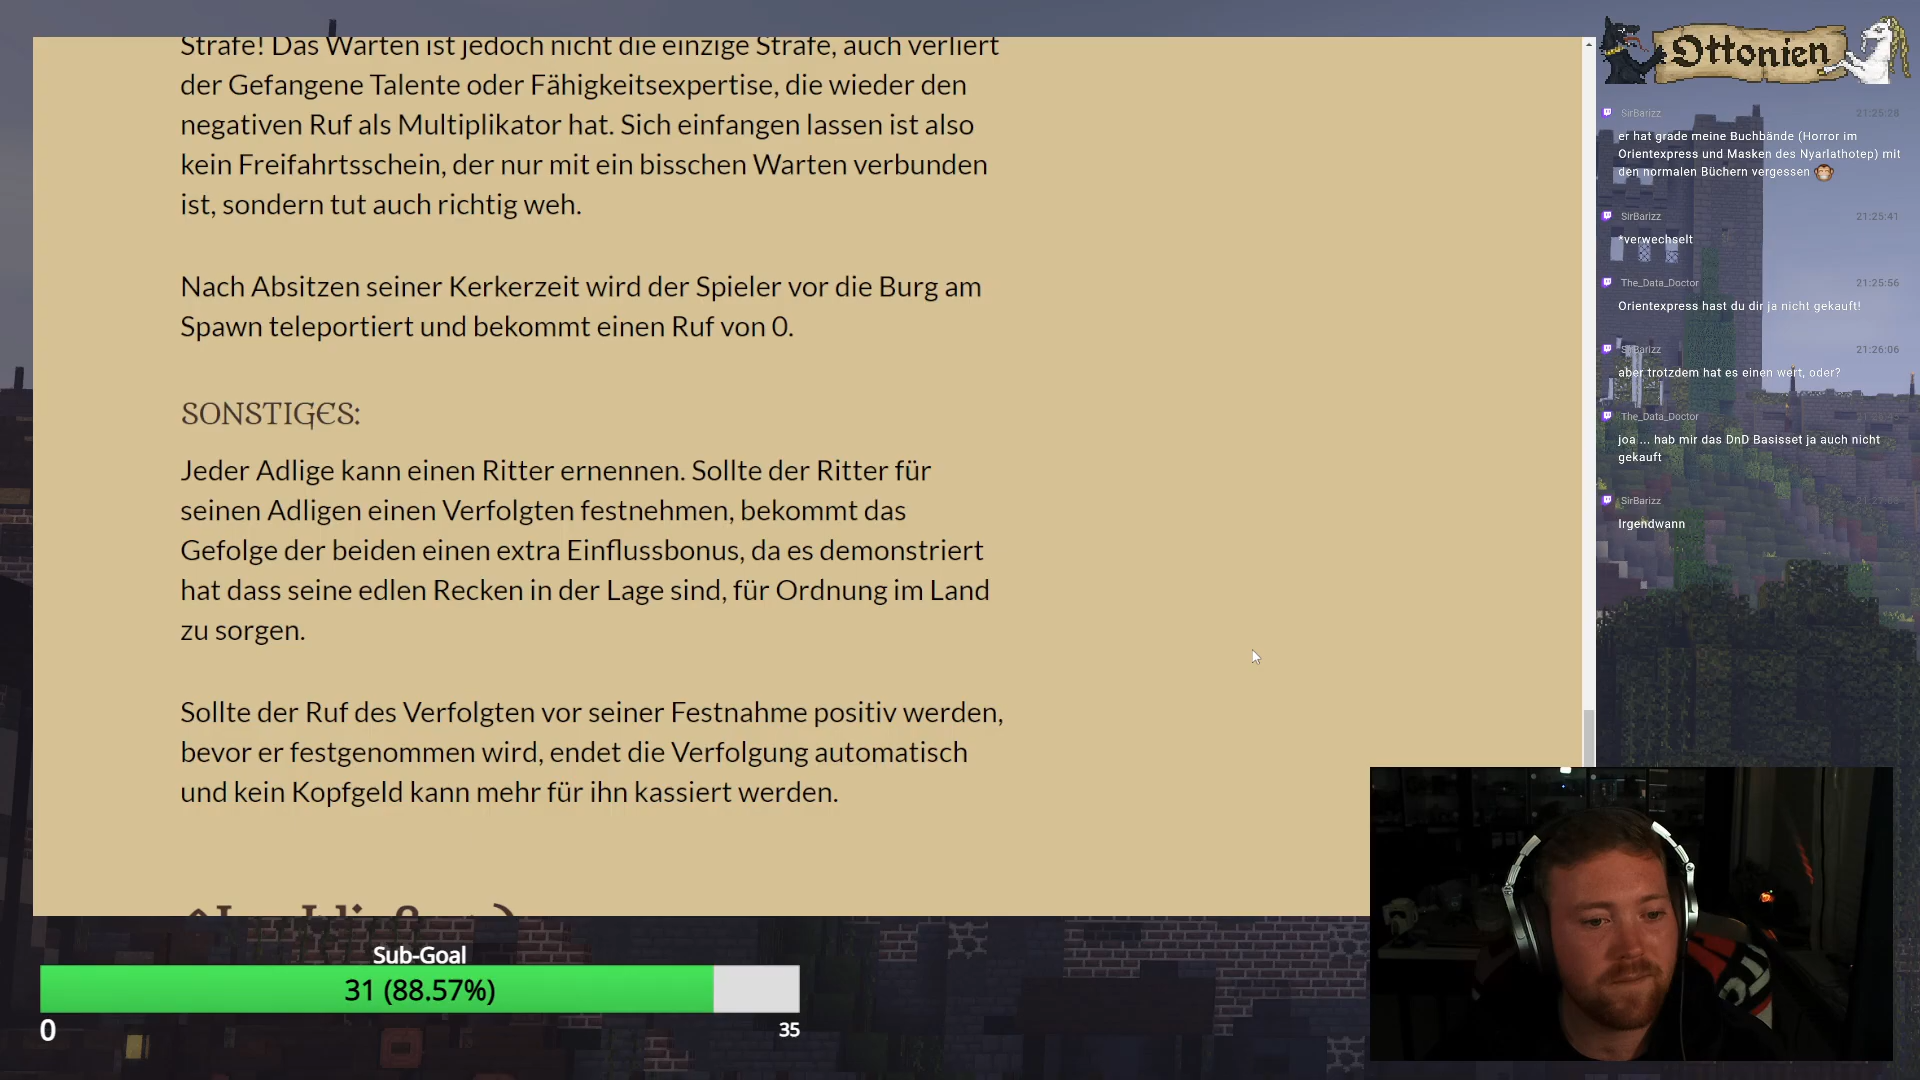 Strafe! Das Warten ist jedoch nicht die einzige Strafe, auch verliert
der Gefangene Talente oder Fähigkeitsexpertise, die wieder den
negativen Ruf als Multiplikator hat. Sich einfangen lassen ist also
kein Freifahrtsschein, der nur mit ein bisschen Warten verbunden
ist, sondern tut auch richtig weh.
Nach Absitzen seiner Kerkerzeit wird der Spieler vor die Burg am
Spawn teleportiert und bekommt einen Ruf von 0.
SONSTIGES:
Jeder Adlige kann einen Ritter ernennen. Sollte der Ritter für
seinen Adligen einen Verfolgten festnehmen, bekommt das
Gefolge der beiden einen extra Einflussbonus, da es demonstriert
hat dass seine edlen Recken in der Lage sind, für Ordnung im Land
zu sorgen.
Sollte der Ruf des Verfolgten vor seiner Festnahme positiv werden,
bevor er festgenommen wird, endet die Verfolgung automatisch
und kein Kopfgeld kann mehr für ihn kassiert werden.
Sub-Goal
31 (88.57%)
0
35
Ottonien
SirBarizz 21:25:28
er hat grade meine Buchbände (Horror im
Orientexpress und Masken des Nyarlathotep) mit
den normalen Büchern vergessen
SirBarizz 21:25:41
*verwechselt
The_Data_Doctor 21:25:56
Orientexpress hast du dir ja nicht gekauft!
SirBarizz 21:26:06
aber trotzdem hat es einen wert, oder?
The_Data_Doctor
joa ... hab mir das DnD Basisset ja auch nicht
gekauft
SirBarizz
Irgendwann